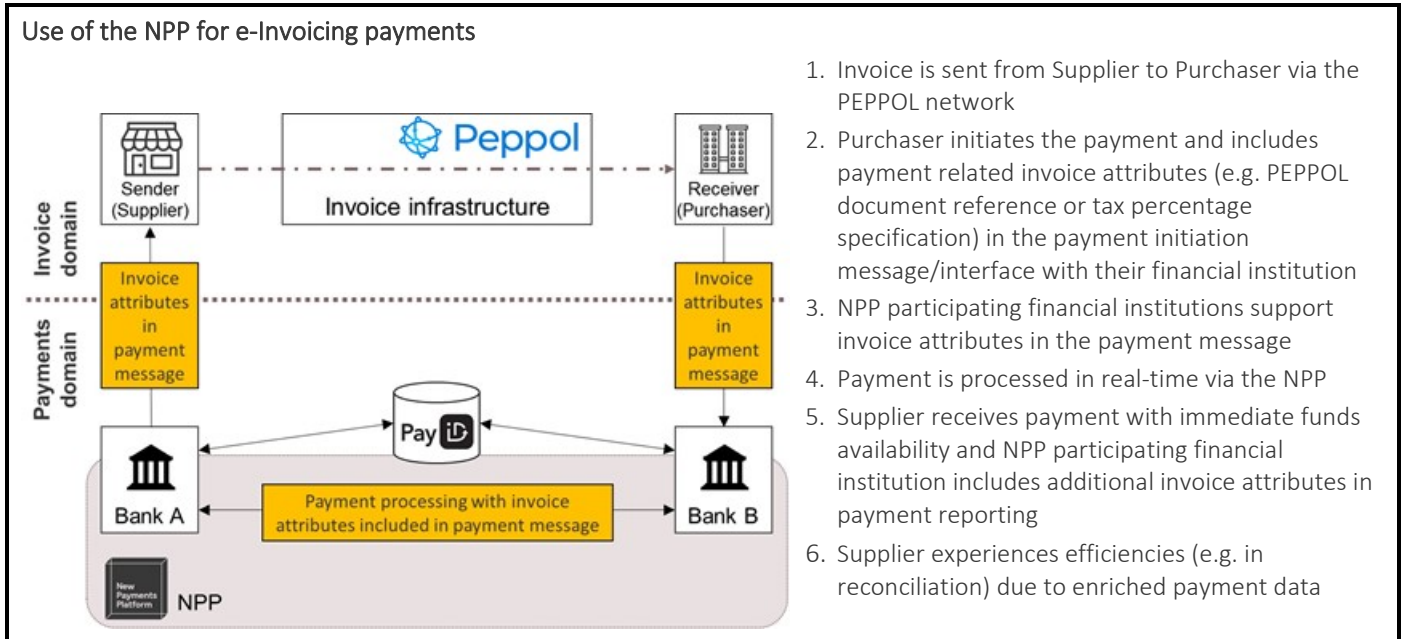 Use of the NPP for e-Invoicing payments
Peppol
Sender
(Supplier)
Invoice infrastructure
Receiver
(Purchaser)
Invoice
domain
Payments
domain
Invoice
attributes
in
payment
message
Invoice
attributes
in
payment
message
Pay iD
Bank A
Payment processing with invoice
attributes included in payment message
Bank B
New
Payments
Platform
NPP
1. Invoice is sent from Supplier to Purchaser via the
PEPPOL network
2. Purchaser initiates the payment and includes
payment related invoice attributes (e.g. PEPPOL
document reference or tax percentage
specification) in the payment initiation
message/interface with their financial institution
3. NPP participating financial institutions support
invoice attributes in the payment message
4. Payment is processed in real-time via the NPP
5. Supplier receives payment with immediate funds
availability and NPP participating financial
institution includes additional invoice attributes in
payment reporting
6. Supplier experiences efficiencies (e.g. in
reconciliation) due to enriched payment data